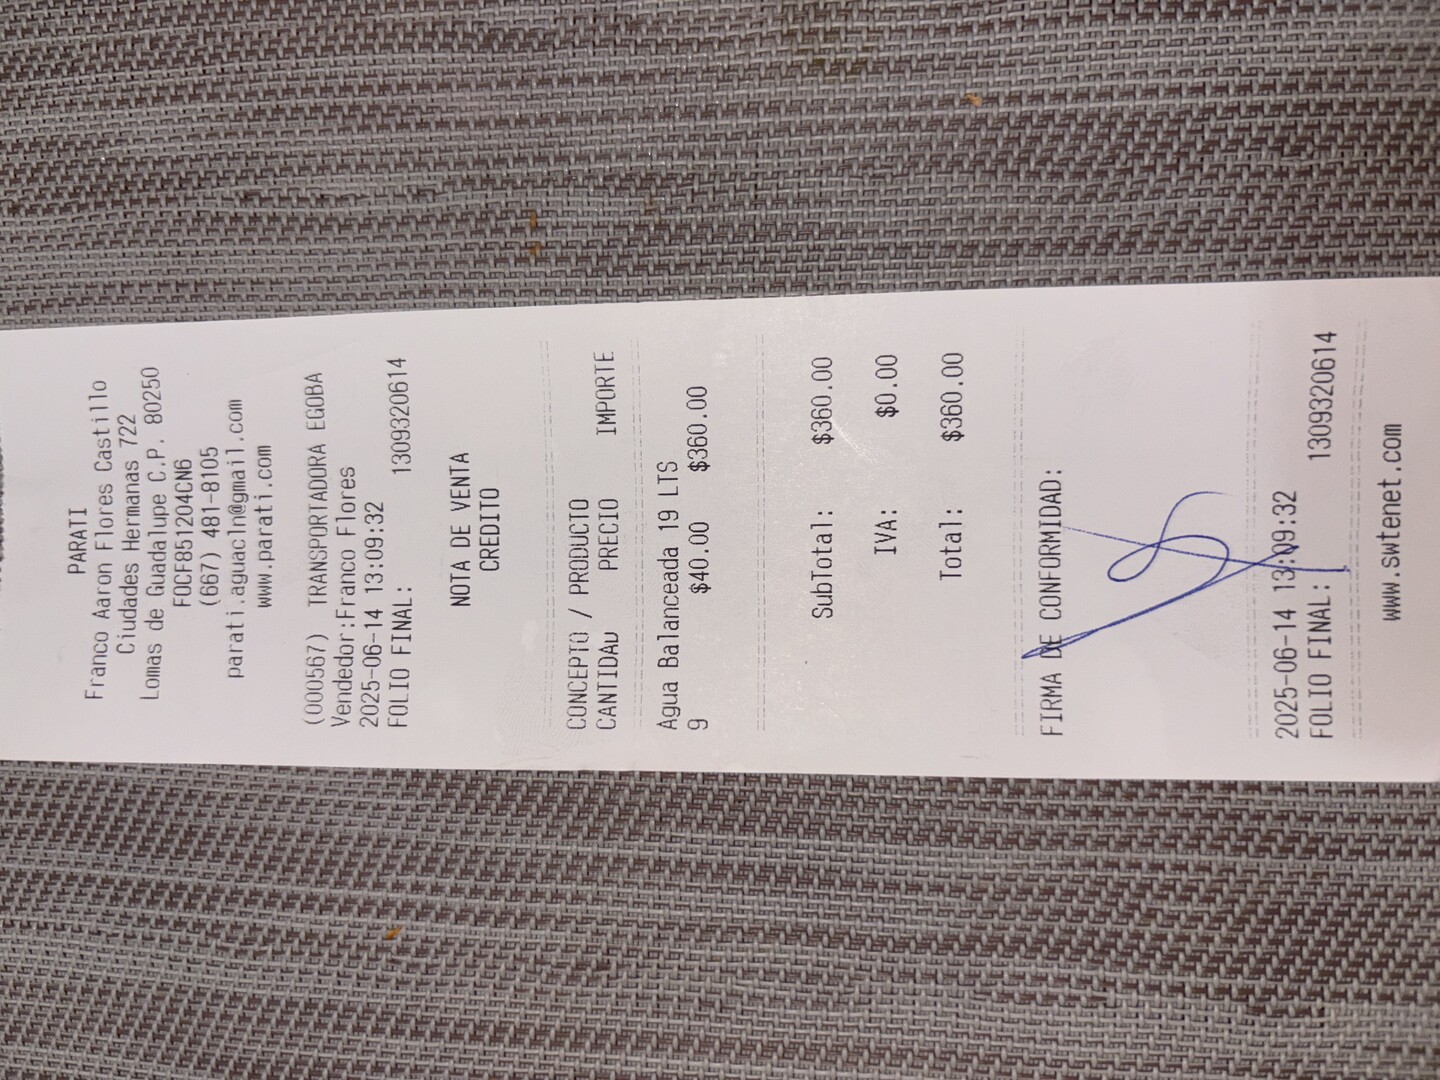 PARATI
Franco Aaron Flores Castillo
Ciudades Hermanas 722
Lomas de Guadalupe C.P. 80250
FOCF851204CN6
(667) 481-8105
parati.aguacln@gmail.com
www.parati.com
(000567) TRANSPORTADORA EGOBA
Vendedor:Franco Flores
2025-06-14 13:09:32
FOLIO FINAL: 1309320614
NOTA DE VENTA
CREDITO
CONCEPTO / PRODUCTO
CANTIDAD PRECIO IMPORTE
Agua Balanceada 19 LTS
9 $40.00 $360.00
SubTotal: $360.00
IVA: $0.00
Total: $360.00
FIRMA DE CONFORMIDAD:
2025-06-14 13:09:32
FOLIO FINAL: 1309320614
www.swtenet.com